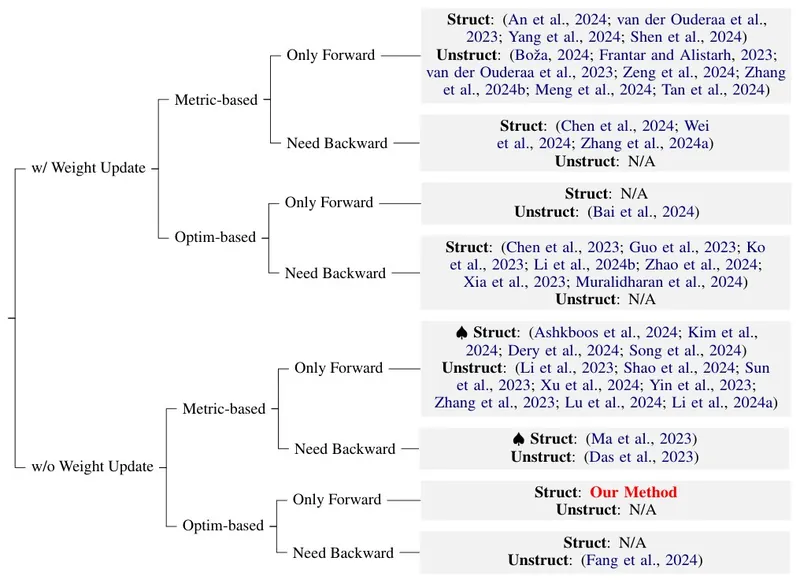 Struct: (An et al., 2024; van der Ouderaa et al.,
2023; Yang et al., 2024; Shen et al., 2024)
Only Forward
Unstruct: (Boža, 2024; Frantar and Alistarh, 2023;
van der Ouderaa et al., 2023; Zeng et al., 2024; Zhang
et al., 2024b; Meng et al., 2024; Tan et al., 2024)
Metric-based
Need Backward
Struct: (Chen et al., 2024; Wei
et al., 2024; Zhang et al., 2024a)
Unstruct: N/A
w/ Weight Update
Only Forward
Struct: N/A
Unstruct: (Bai et al., 2024)
Optim-based
Need Backward
Struct: (Chen et al., 2023; Guo et al., 2023; Ko
et al., 2023; Li et al., 2024b; Zhao et al., 2024;
Xia et al., 2023; Muralidharan et al., 2024)
Unstruct: N/A
Only Forward
♠ Struct: (Ashkboos et al., 2024; Kim et al.,
2024; Dery et al., 2024; Song et al., 2024)
Unstruct: (Li et al., 2023; Shao et al., 2024; Sun
et al., 2023; Xu et al., 2024; Yin et al., 2023;
Zhang et al., 2023; Lu et al., 2024; Li et al., 2024a)
Metric-based
Need Backward
♠ Struct: (Ma et al., 2023)
Unstruct: (Das et al., 2023)
w/o Weight Update
Only Forward
Struct: Our Method
Unstruct: N/A
Optim-based
Need Backward
Struct: N/A
Unstruct: (Fang et al., 2024)